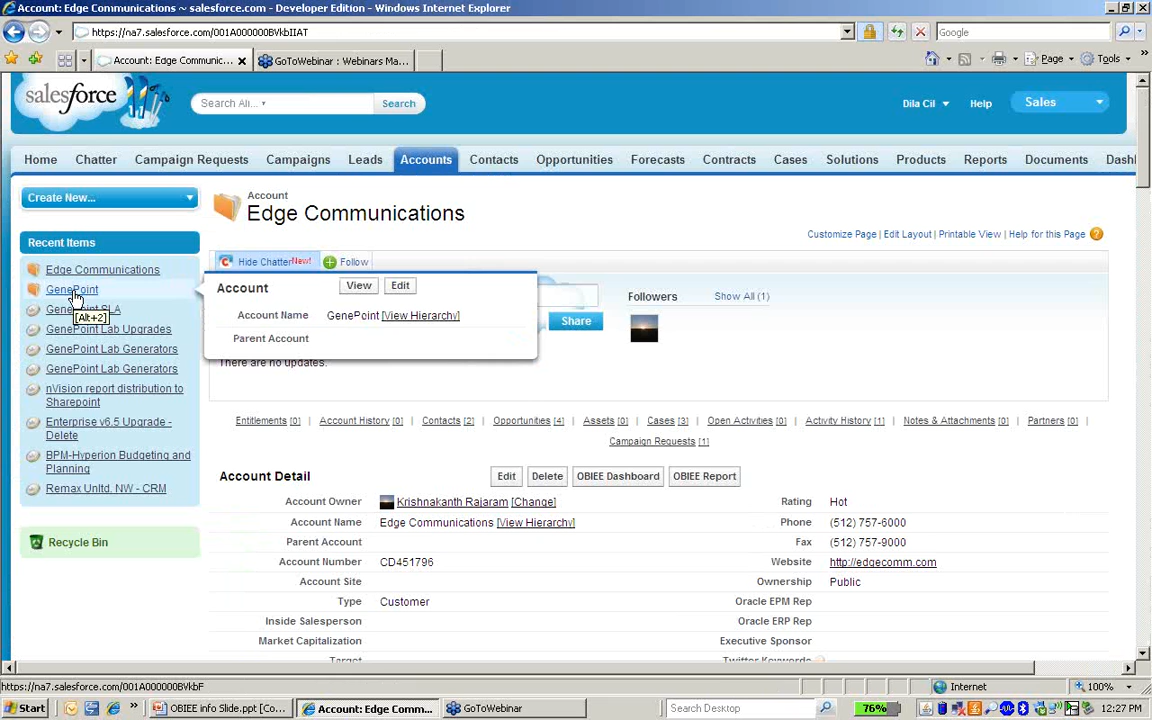 Account: Edge Communications ~ salesforce.com - Developer Edition - Windows Internet Explorer
https://na7.salesforce.com/001A000000BVkbIIAT
Google
Account: Edge Communic...
GoToWebinar : Webinars Ma...
Page
Tools
salesforce
Search All...
Search
Dila Cil
Help
Sales
Home
Chatter
Campaign Requests
Campaigns
Leads
Accounts
Contacts
Opportunities
Forecasts
Contracts
Cases
Solutions
Products
Reports
Documents
Dashl
Create New...
Account
Edge Communications
Customize Page | Edit Layout | Printable View | Help for this Page
Recent Items
Edge Communications
GenePoint
[Alt+2]
GenePoint Lab Upgrades
GenePoint Lab Generators
GenePoint Lab Generators
nVision report distribution to
Sharepoint
Enterprise v6.5 Upgrade -
Delete
BPM-Hyperion Budgeting and
Planning
Remax Unltd. NW - CRM
Recycle Bin
Hide Chatter New!
Follow
Account
View
Edit
Account Name GenePoint [View Hierarchy]
Parent Account
Share
There are no updates.
Followers
Show All (1)
Entitlements [0] | Account History [0] | Contacts [2] | Opportunities [4] | Assets [0] | Cases [3] | Open Activities [0] | Activity History [1] | Notes & Attachments [0] | Partners [0] |
Campaign Requests [1]
Account Detail
Edit
Delete
OBIEE Dashboard
OBIEE Report
Account Owner Krishnakanth Rajaram [Change]
Rating Hot
Account Name Edge Communications [View Hierarchy]
Phone (512) 757-6000
Parent Account
Fax (512) 757-9000
Account Number CD451796
Website http://edgecomm.com
Account Site
Ownership Public
Type Customer
Oracle EPM Rep
Inside Salesperson
Oracle ERP Rep
Market Capitalization
Executive Sponsor
Target
Twitter Keywords
https://na7.salesforce.com/001A000000BVkbF
Internet
100%
Start
OBIEE info Slide.ppt [Co...
Account: Edge Comm...
GoToWebinar
Search Desktop
76%
12:27 PM